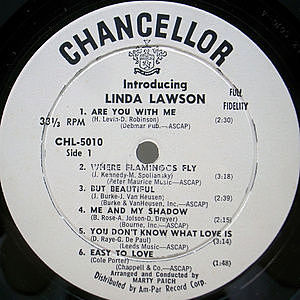 CHANCELLOR
Introducing
LINDA LAWSON
FULL
FIDELITY
1. ARE YOU WITH ME
(H. Levin-D. Robinson)
Debmar Pub.—ASCAP)
(2:30)
33⅓ RPM
CHL-5010
Side 1
2. WHERE FLAMINGOS FLY
(J. Kennedy-M. Spoliansky)
Peter Maurice Music—ASCAP)
(3:18)
3. BUT BEAUTIFUL
(J. Burke-J. Van Heusen;
(Burke & VanHeusen, Inc.—ASCAP)
(3:39)
4. ME AND MY SHADOW
(B. Rose-A. Jolson-D. Dreyer)
(Bourne, Inc.—ASCAP)
(2:15)
5. YOU DON'T KNOW WHAT LOVE IS
(D. Raye-G. De Paul)
(Leeds Music—ASCAP)
6. EASY TO LOVE
Cole Porter)
(Chappell & Co.—ASCAP)
Arranged and Conducted by
MARTY PAICH
Distributed by Am-Par Record Corp.